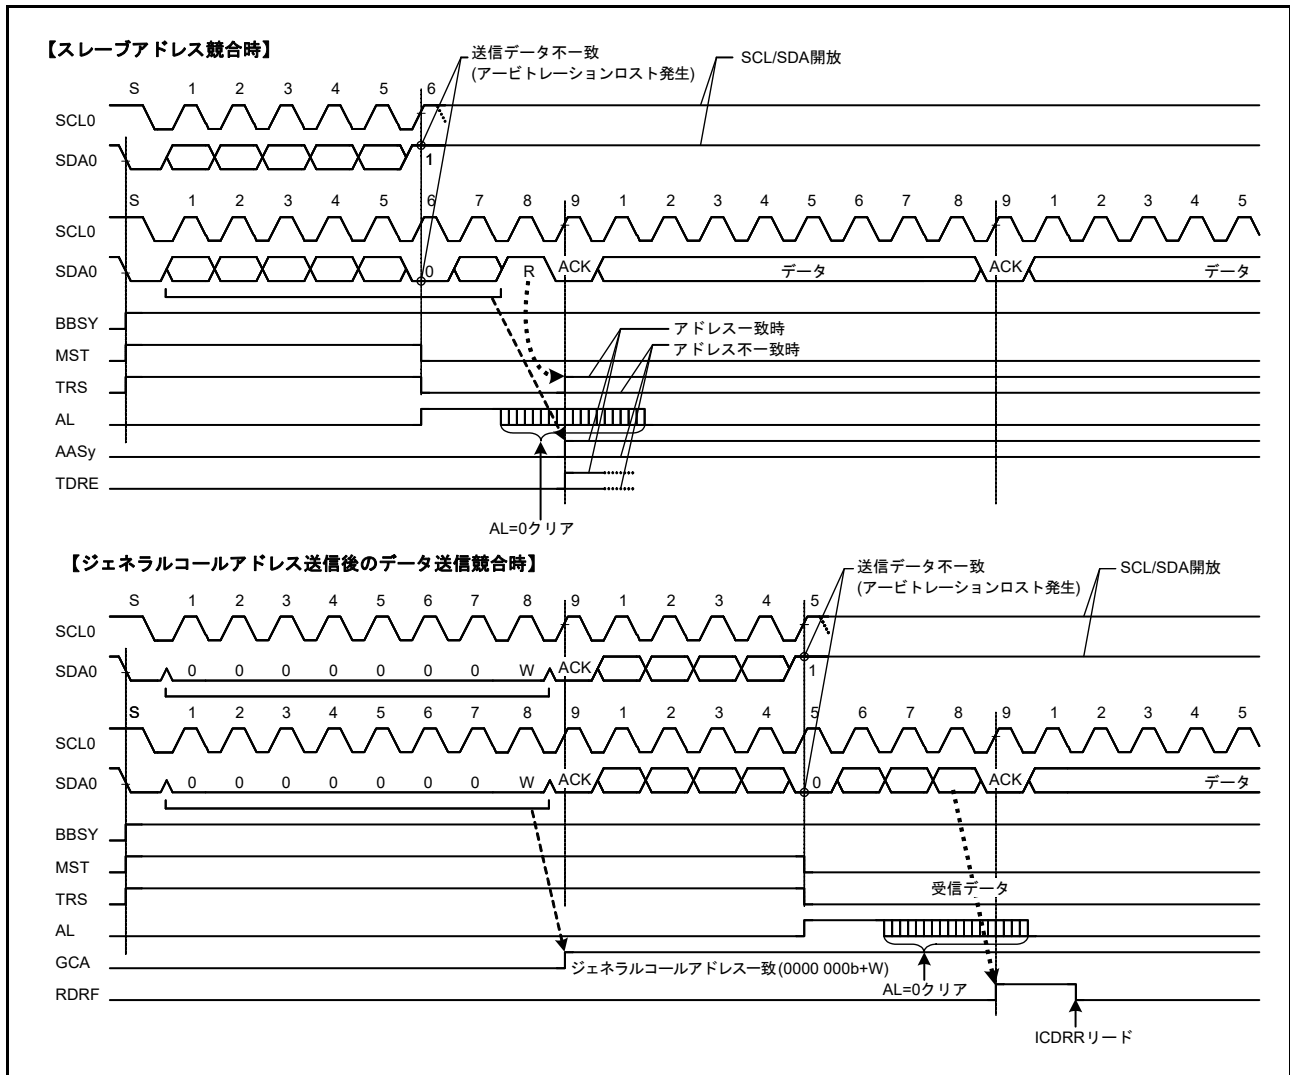 【スレーブアドレス競合時】
送信データ不一致
(アービトレーションロスト発生)
SCL/SDA開放
S 1 2 3 4 5 6
SCL0
SDA0
1
S 1 2 3 4 5 6 7 8 9 1 2 3 4 5 6 7 8 9 1 2 3 4 5
SCL0
SDA0
0 R ACK データ ACK データ
BBSY
アドレス一致時
MST
アドレス不一致時
TRS
AL
AASy
TDRE
AL=0クリア
【ジェネラルコールアドレス送信後のデータ送信競合時】
送信データ不一致
(アービトレーションロスト発生)
SCL/SDA開放
S 1 2 3 4 5 6 7 8 9 1 2 3 4 5
SCL0
SDA0
0 0 0 0 0 0 0 W ACK 1
S 1 2 3 4 5 6 7 8 9 1 2 3 4 5 6 7 8 9 1 2 3 4 5
SCL0
SDA0
0 0 0 0 0 0 0 W ACK 0 ACK データ
BBSY
MST
TRS
受信データ
AL
GCA
ジェネラルコールアドレス一致(0000 000b+W)
AL=0クリア
RDRF
ICDRRリード